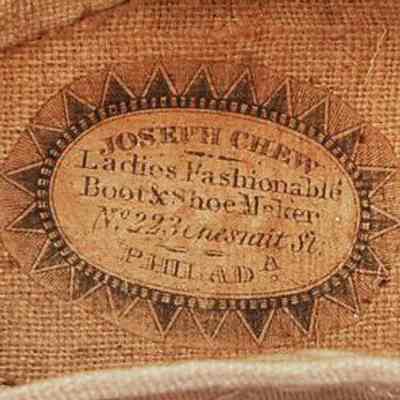 JOSEPH CHEW
Ladies Fashionable
Boot & Shoe Maker
No. 223 Chesnut St.
PHILADA.